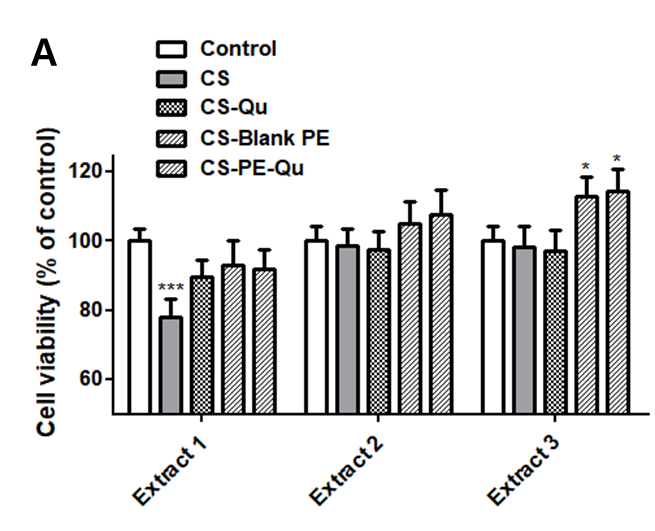 A
Control
CS
CS-Qu
CS-Blank PE
CS-PE-Qu
Cell viability (% of control)
120
100
80
60
***
*
*
Extract 1
Extract 2
Extract 3